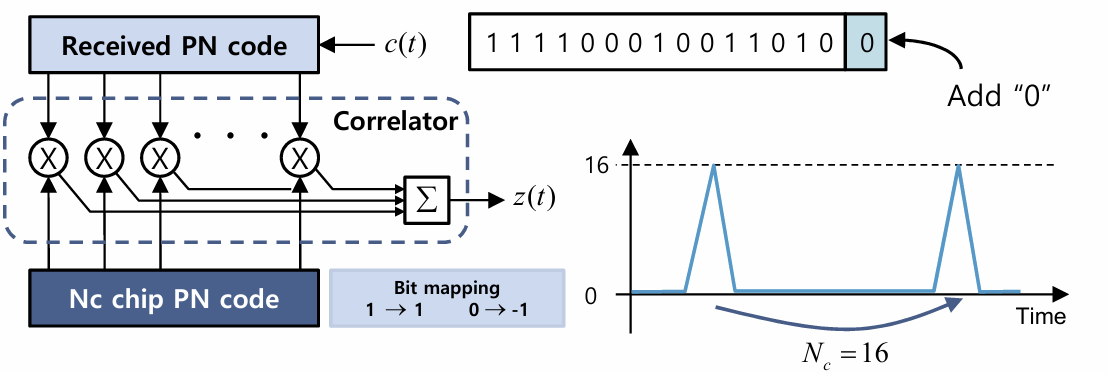 Received PN code
c(t)
Correlator
X X X . . . X
Σ
z(t)
Nc chip PN code
Bit mapping
1 → 1 0 → -1
1 1 1 1 0 0 0 1 0 0 1 1 0 1 0 0
Add “0”
16
0
Time
N_c = 16